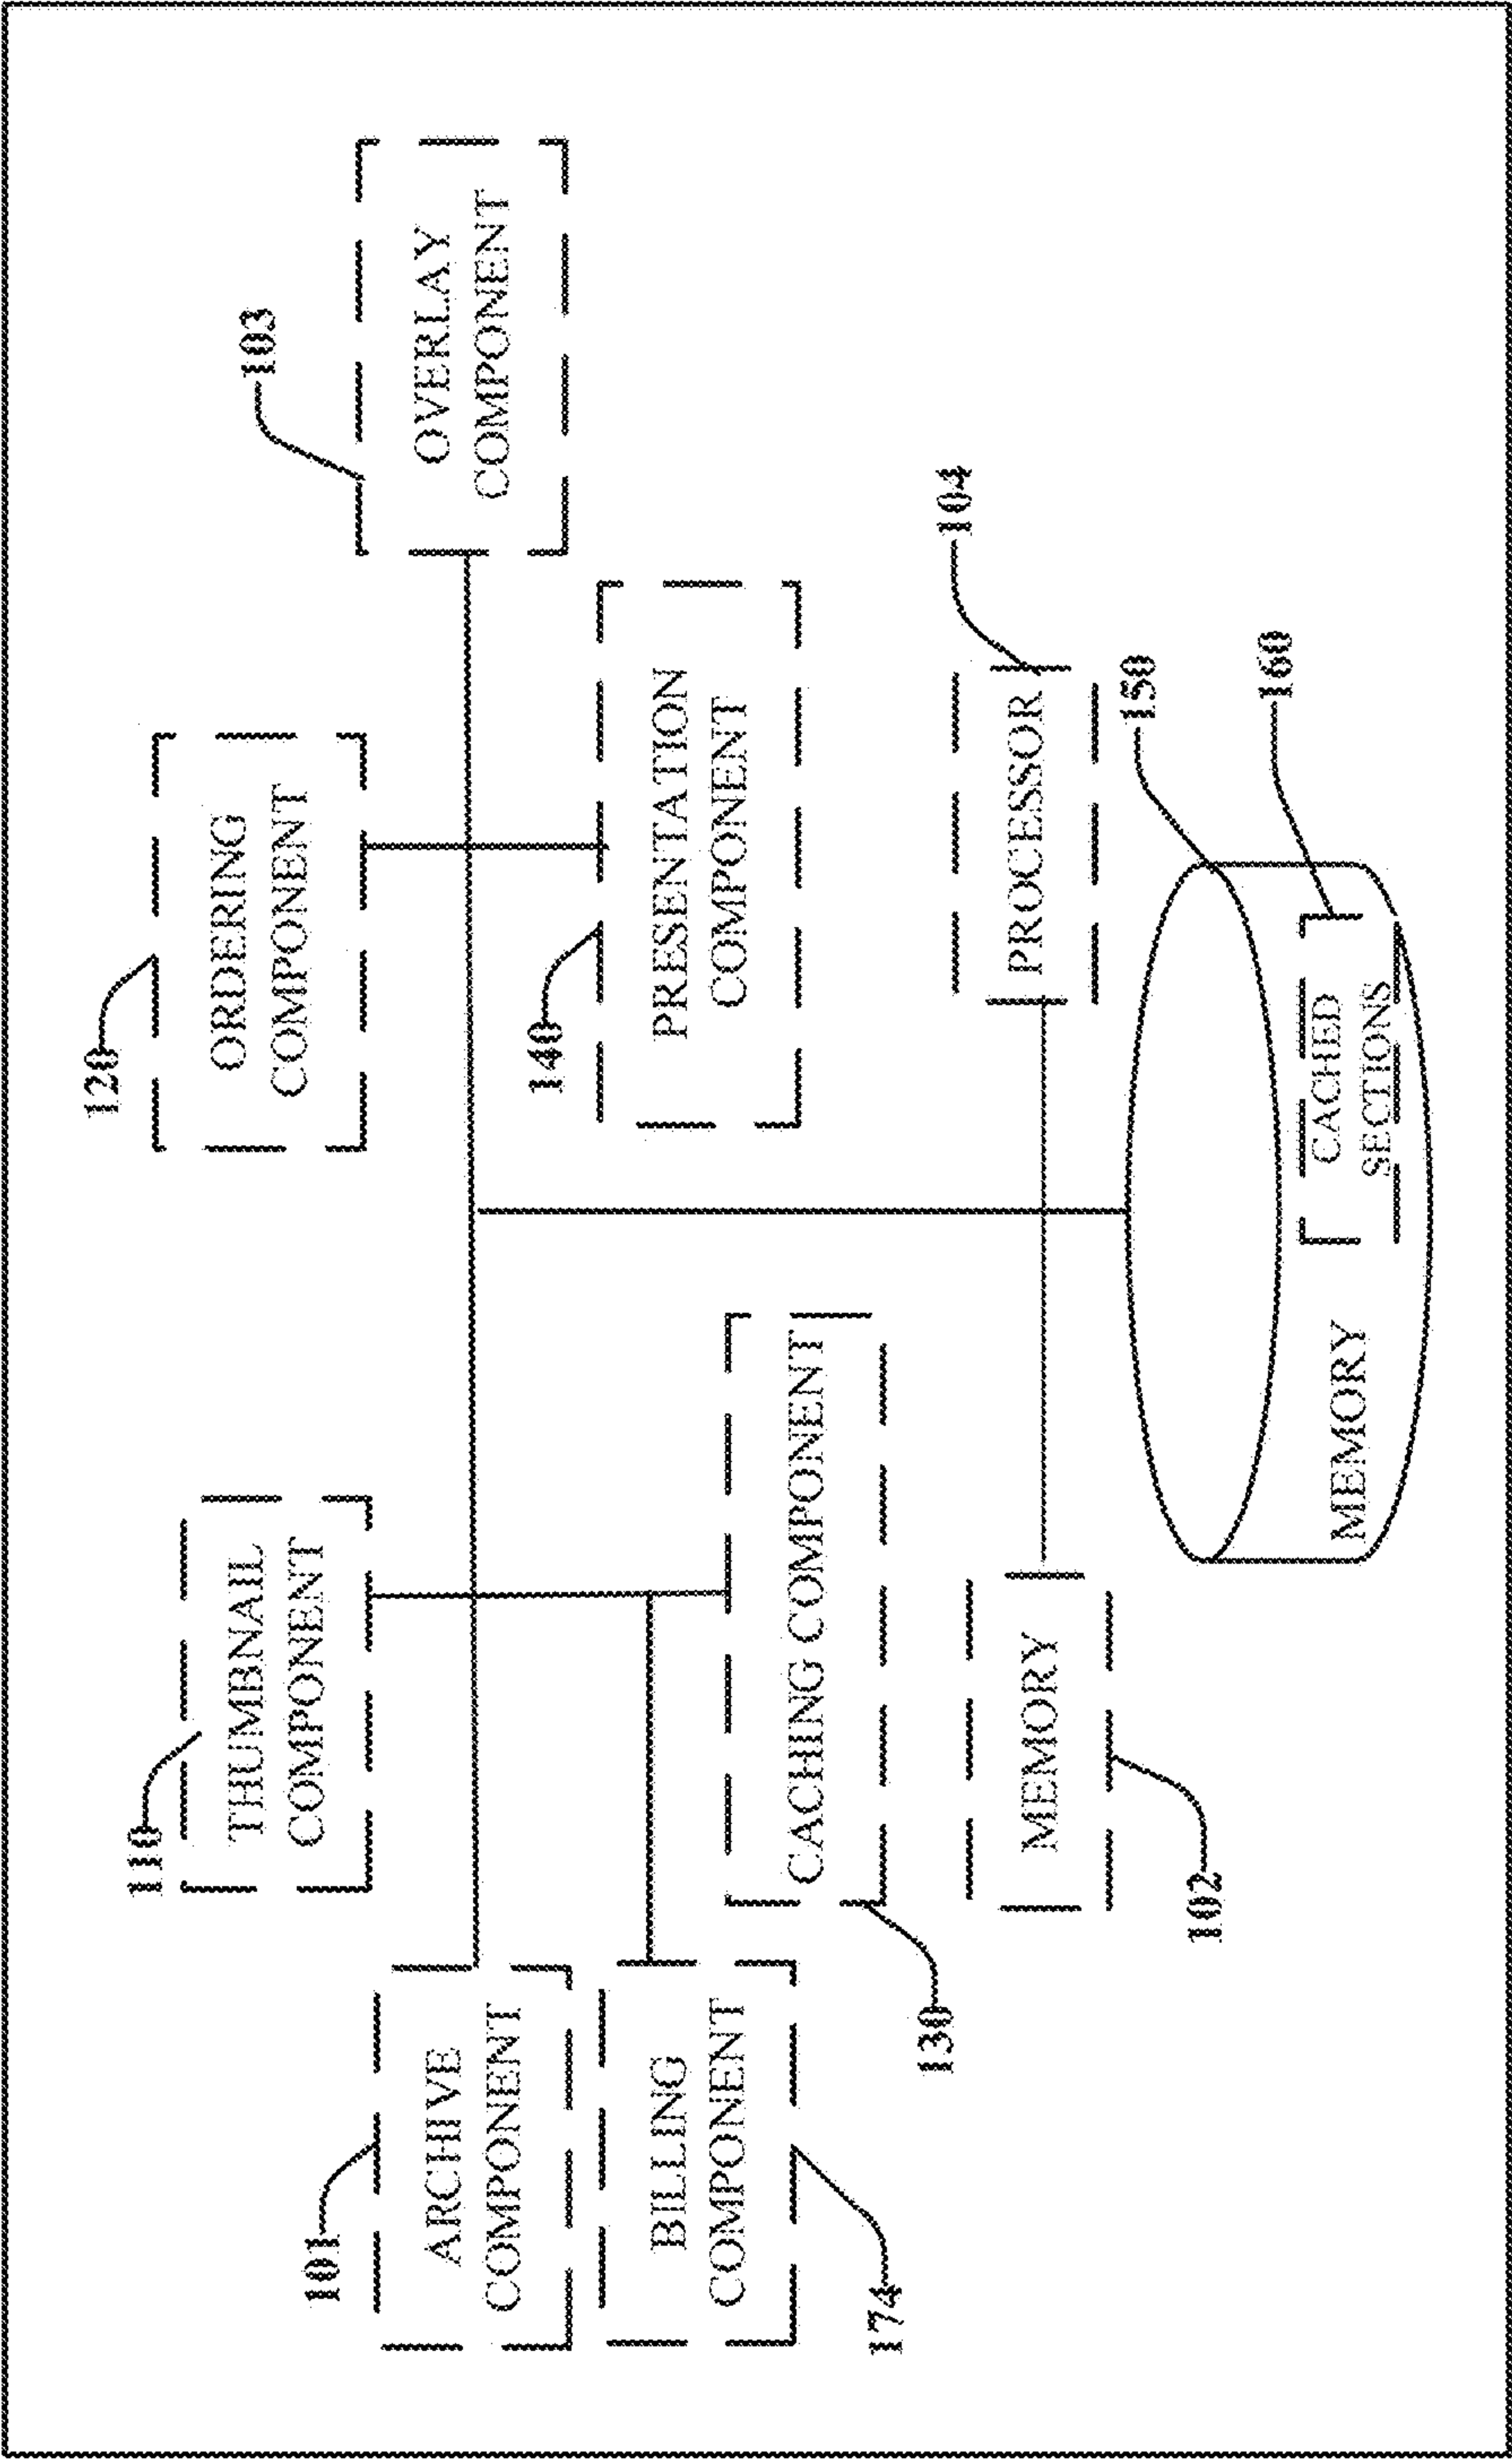 120
ORDERING
COMPONENT
110
THUMBNAIL
COMPONENT
103
OVERLAY
COMPONENT
101
ARCHIVE
COMPONENT
140
PRESENTATION
COMPONENT
BILLING
COMPONENT
174
CACHING COMPONENT
130
104
PROCESSOR
MEMORY
102
150
160
CACHED
SECTIONS
MEMORY